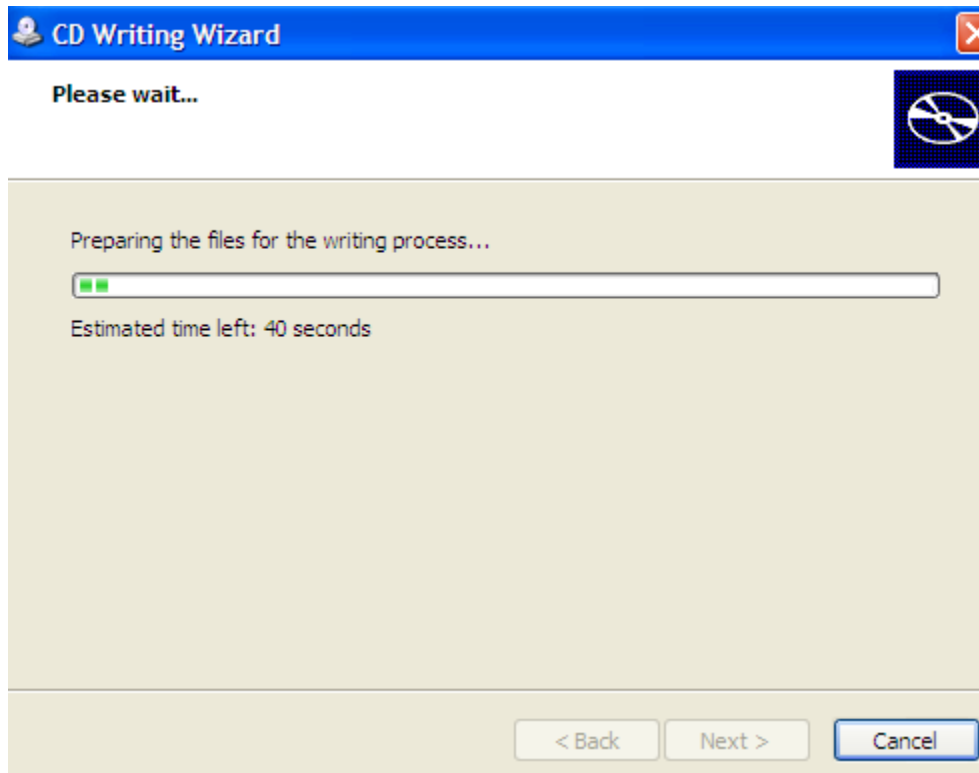 CD Writing Wizard
Please wait...
Preparing the files for the writing process...
Estimated time left: 40 seconds
< Back Next > Cancel